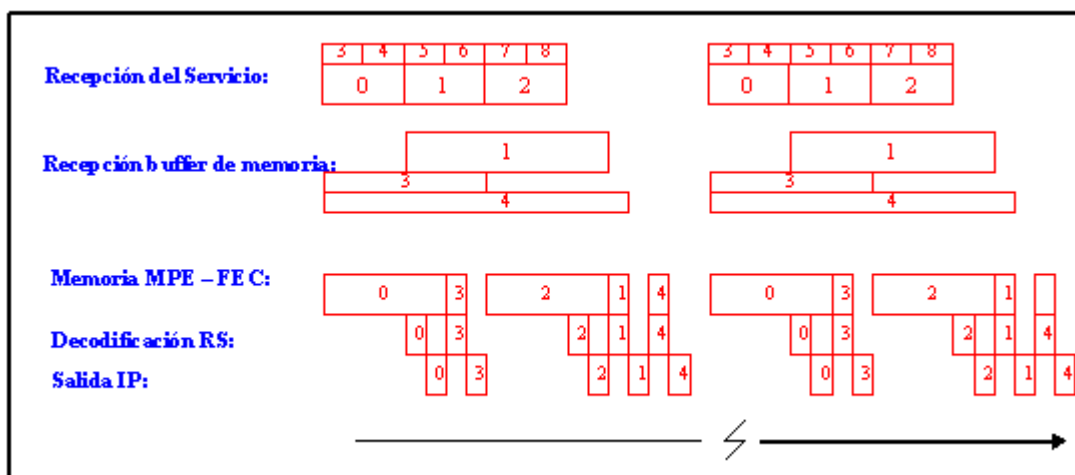 3 4 5 6 7 8 3 4 5 6 7 8
Recepción del Servicio: 0 1 2 0 1 2
Recepción buffer de memoria: 1 1
3 3
4 4
Memoria MPE – FEC: 0 3 2 1 4 0 3 2 1
Decodificación RS: 0 3 2 1 4 0 3 2 1 4
Salida IP: 0 3 2 1 4 0 3 2 1 4